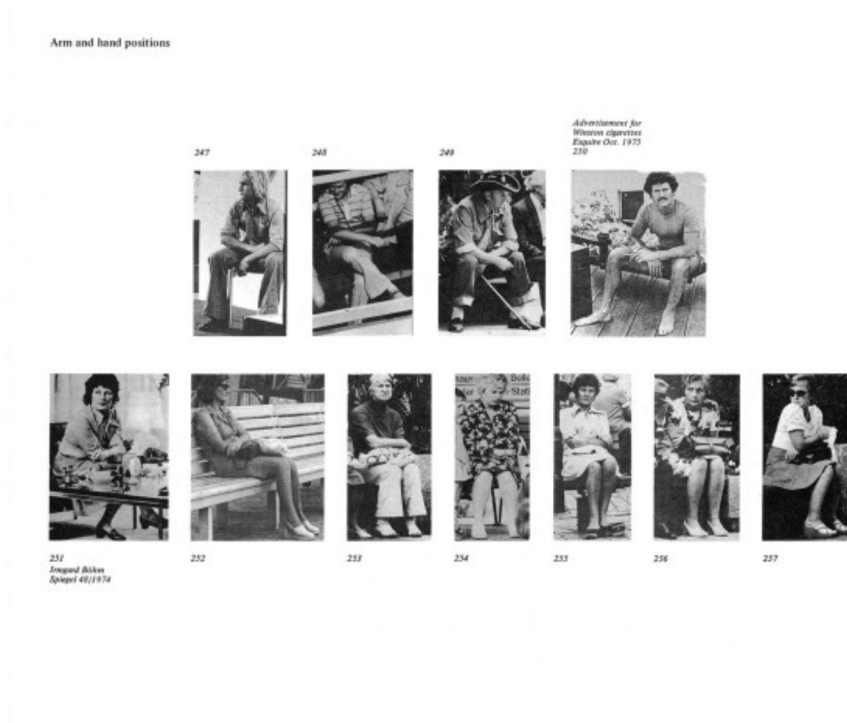 Arm and hand positions
Advertisement for
Winston cigarettes
Esquire Oct. 1975
247
248
249
250
251
Irmgard Böhm
Spiegel 48/1974
252
253
254
255
256
257